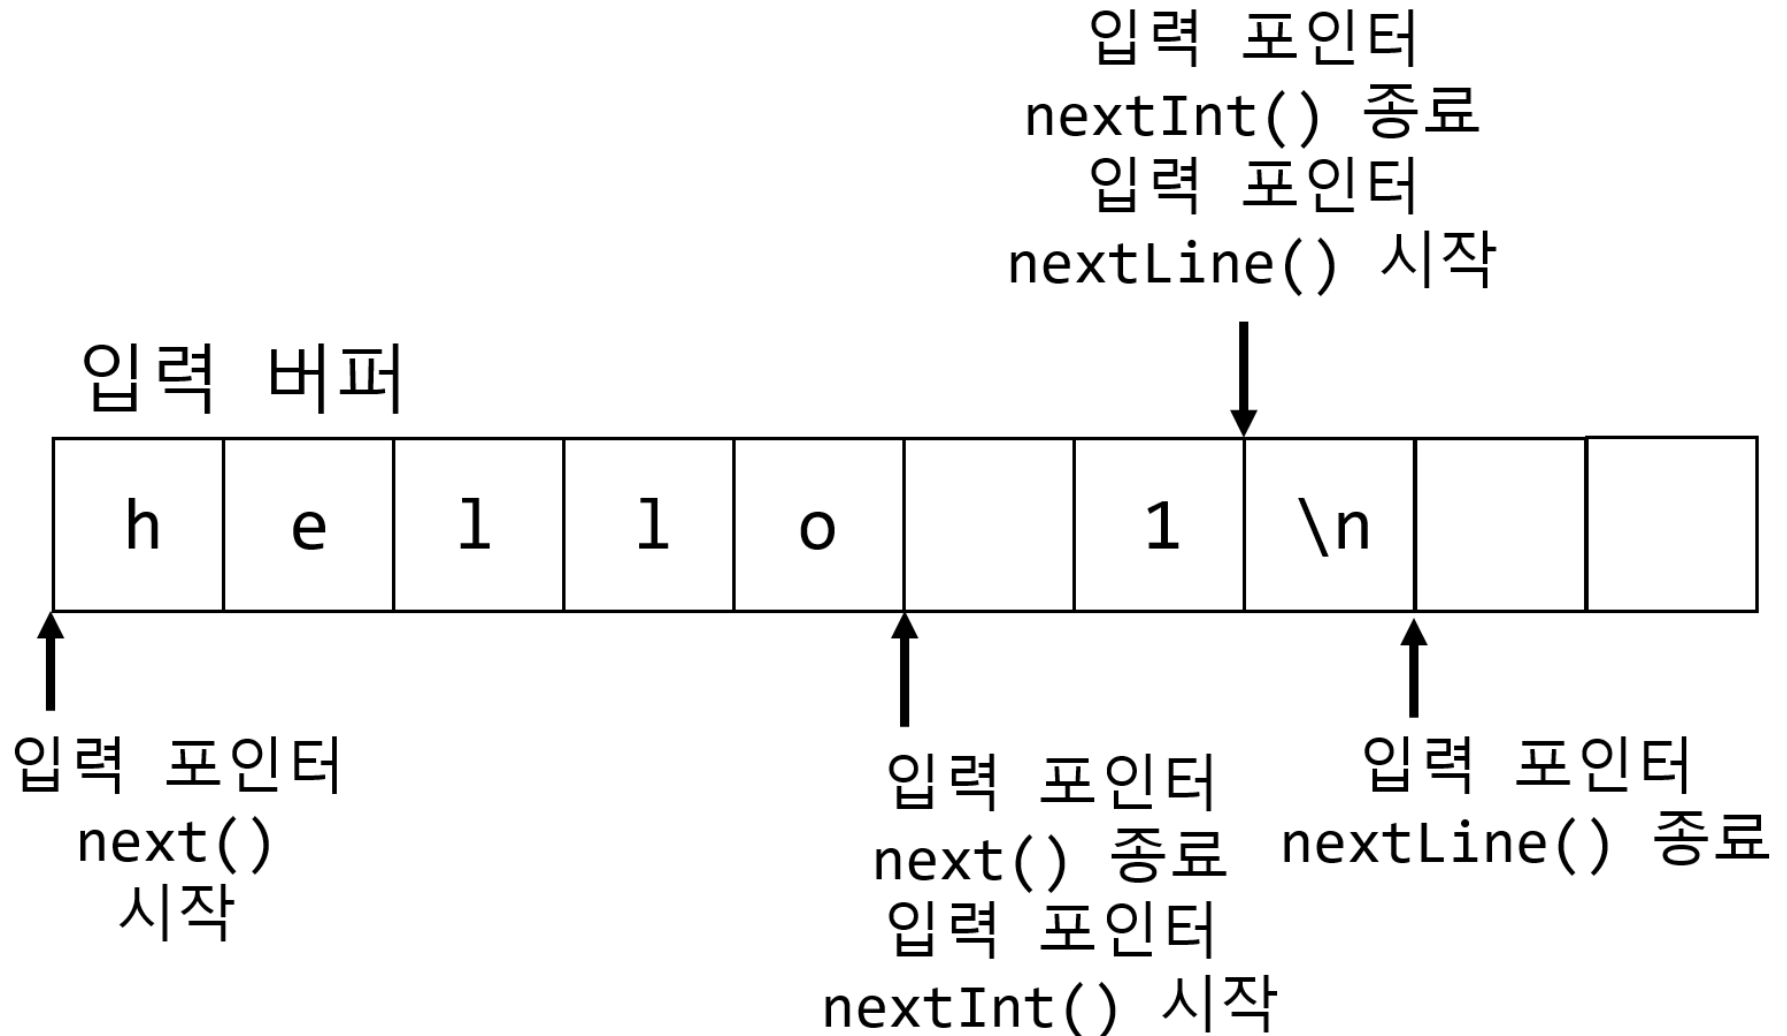 입력 포인터
nextInt() 종료
입력 포인터
nextLine() 시작
입력 버퍼
h e l l o 1 \n
입력 포인터
next()
시작
입력 포인터
next() 종료
입력 포인터
nextInt() 시작
입력 포인터
nextLine() 종료